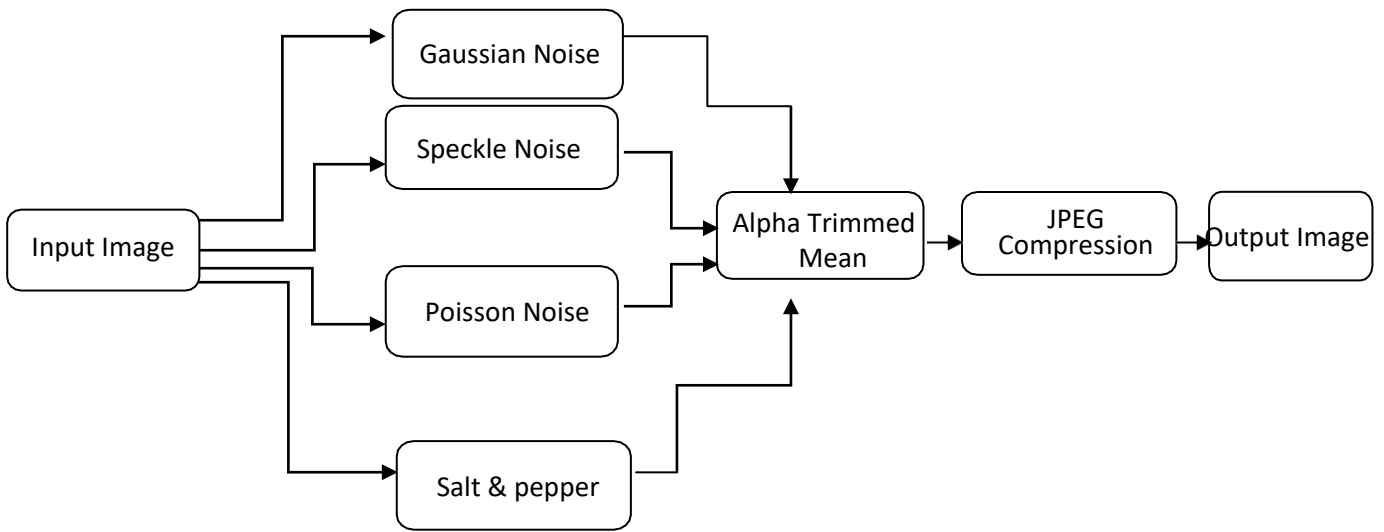 Gaussian Noise
Speckle Noise
Input Image
Poisson Noise
Salt & pepper
Alpha Trimmed
Mean
JPEG
Compression
Output Image